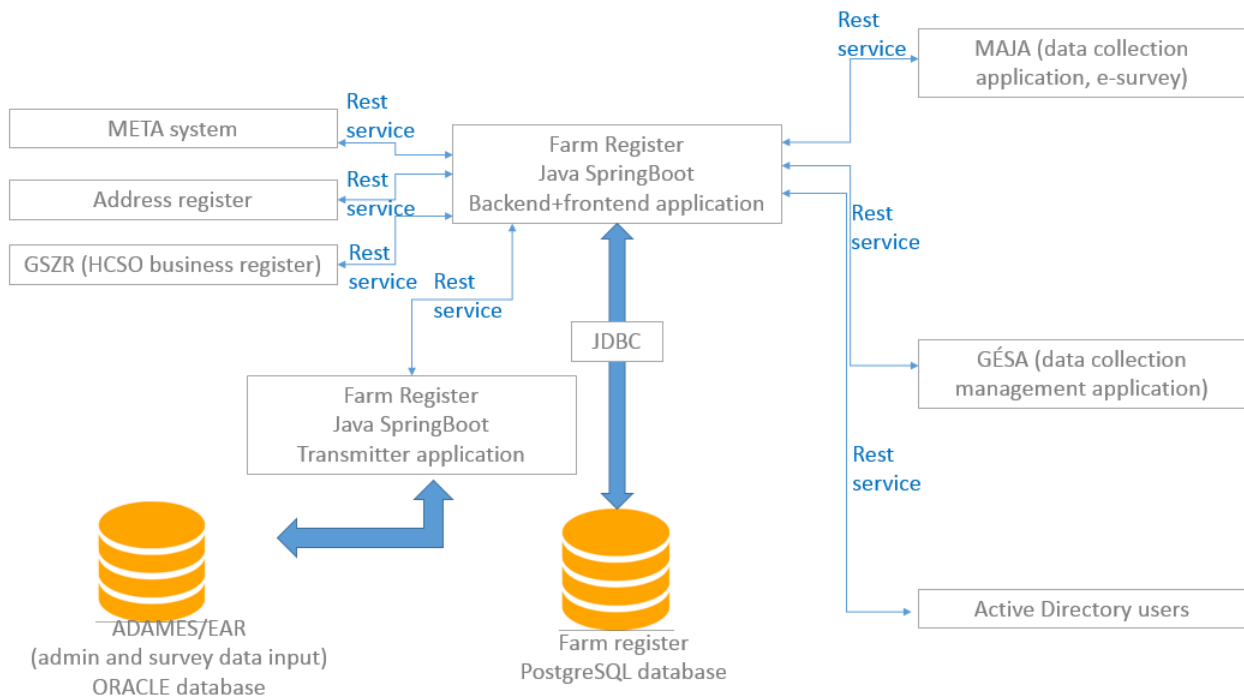 Rest
service
MAJA (data collection
application, e-survey)
META system
Rest
service
Farm Register
Java SpringBoot
Backend+frontend application
Address register
Rest
service
GSZR (HCSO business register)
Rest
service
Rest
service
Rest
service
JDBC
GÉSA (data collection
management application)
Farm Register
Java SpringBoot
Transmitter application
Rest
service
Active Directory users
ADAMES/EAR
(admin and survey data input)
ORACLE database
Farm register
PostgreSQL database